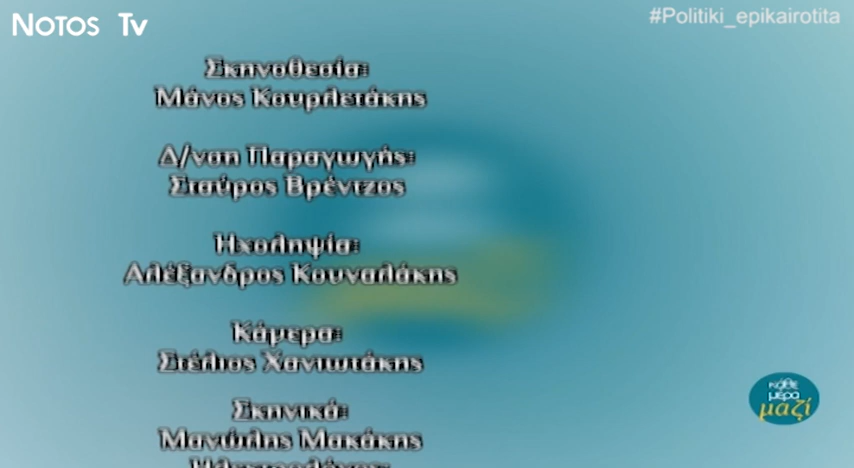 NOTOS TV
#Politiki_epikairotita
Σκηνοθεσία:
Μάνος Κουρλετάκης
Δ/νση Παραγωγής:
Σταύρος Βρέντζος
Ηχοληψία:
Αλέξανδρος Κουναλάκης
Κάμερα:
Στέλιος Χανιωτάκης
Σκηνικά:
Μανώλης Μακάκης
κάθε
μέρα
μαζί